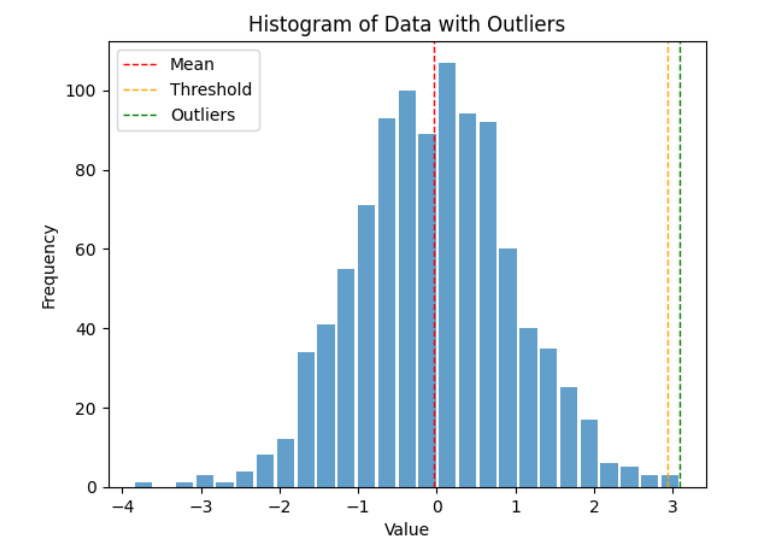 Histogram of Data with Outliers
Mean
Threshold
Outliers
100
80
60
40
20
0
Frequency
−4 −3 −2 −1 0 1 2 3
Value